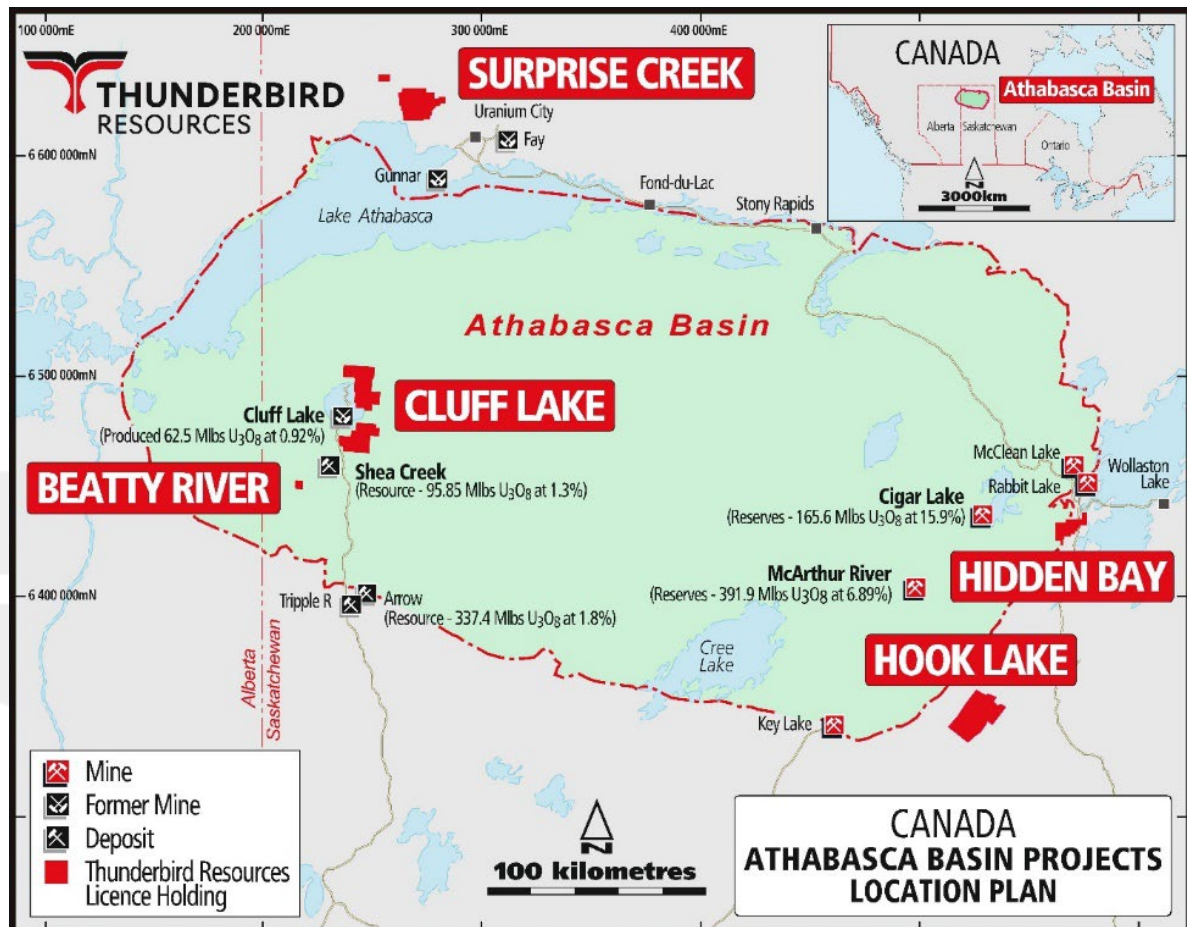 100 000mE
200 000mE
300 000mE
400 000mE
THUNDERBIRD
RESOURCES
SURPRISE CREEK
CANADA
Athabasca Basin
Alberta
Saskatchewan
Ontario
N
3000km
Uranium City
Fay
6 600 000mN
Gunnar
Lake Athabasca
Fond-du-Lac
Stony Rapids
Athabasca Basin
6 500 000mN
CLUFF LAKE
Cluff Lake
(Produced 62.5 Mlbs U₃O₈ at 0.92%)
BEATTY RIVER
Shea Creek
(Resource - 95.85 Mlbs U₃O₈ at 1.3%)
McClean Lake
Rabbit Lake
Wollaston
Lake
Cigar Lake
(Reserves - 165.6 Mlbs U₃O₈ at 15.9%)
HIDDEN BAY
McArthur River
(Reserves - 391.9 Mlbs U₃O₈ at 6.89%)
6 400 000mN
Tripple R
Arrow
(Resource - 337.4 Mlbs U₃O₈ at 1.8%)
Cree
Lake
HOOK LAKE
Alberta
Saskatchewan
Key Lake
Mine
Former Mine
Deposit
Thunderbird Resources
Licence Holding
N
100 kilometres
CANADA
ATHABASCA BASIN PROJECTS
LOCATION PLAN